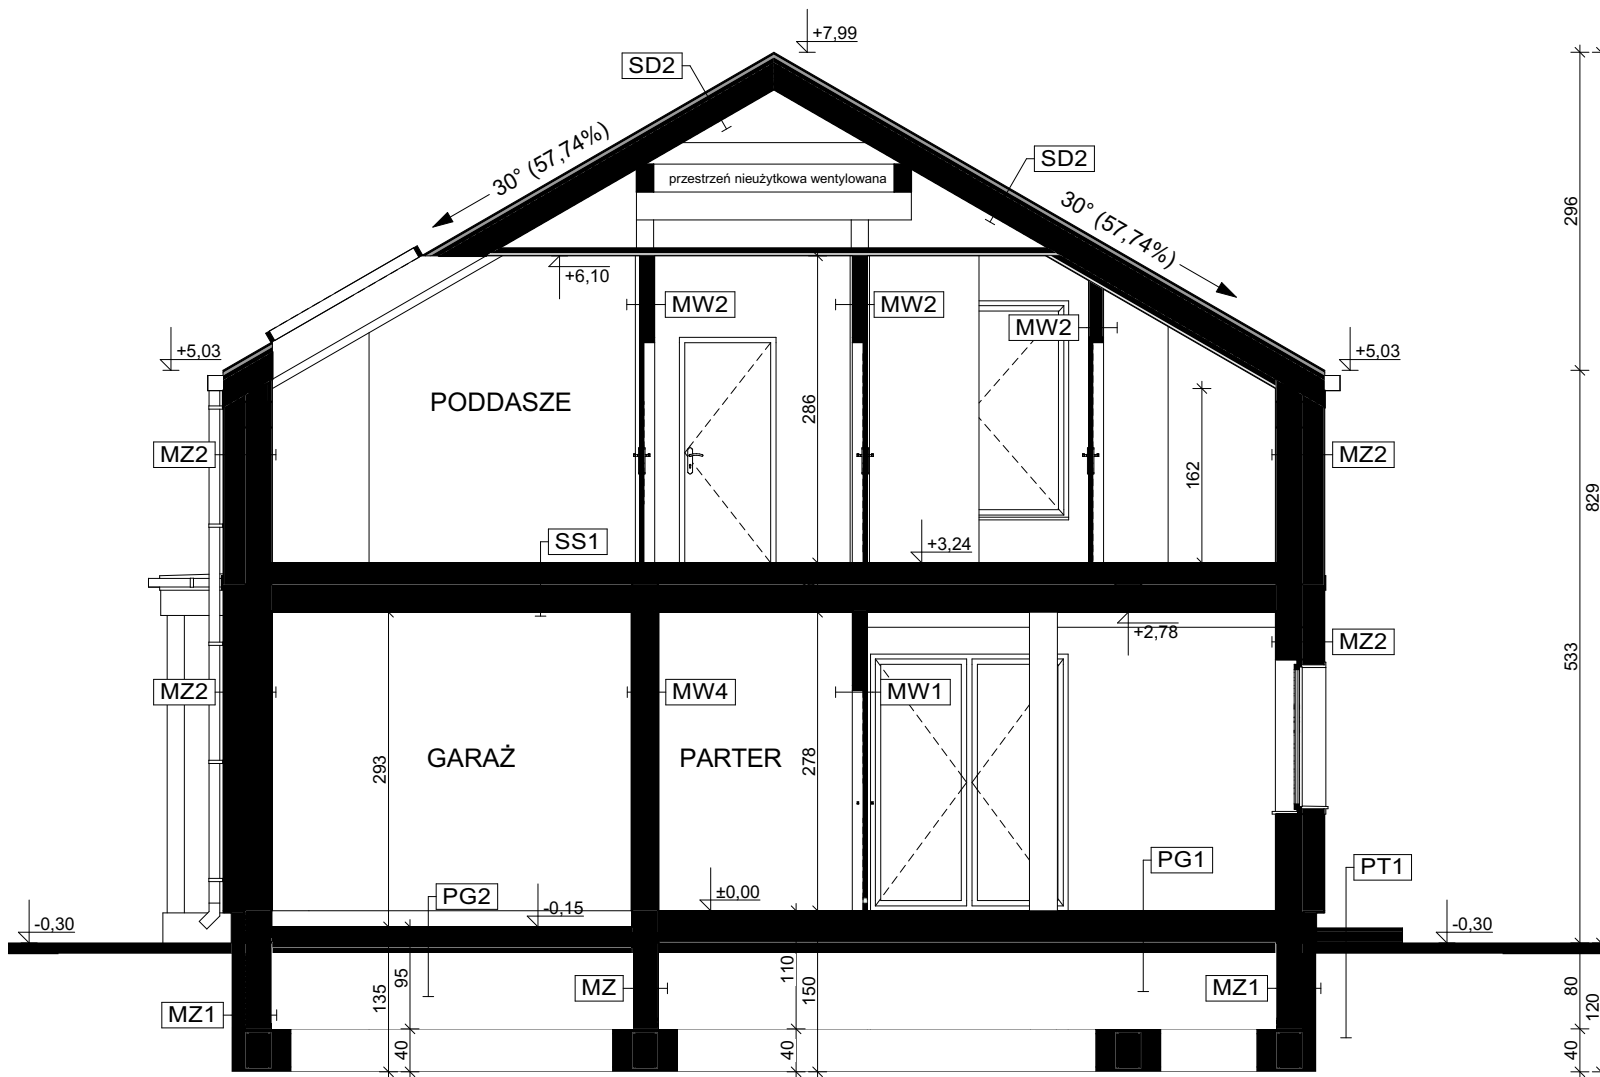 +7,99
SD2
SD2
30° (57,74%)
30° (57,74%)
przestrzeń nieużytkowa wentylowana
296
+6,10
MW2
MW2
MW2
+5,03
+5,03
PODDASZE
286
162
MZ2
MZ2
829
SS1
+3,24
+2,78
MZ2
533
MZ2
MW4
MW1
293
GARAŻ
PARTER
278
PG1
PT1
PG2
-0,15
±0,00
-0,30
-0,30
95
135
110
150
80
120
MZ
MZ1
MZ1
40
40
40